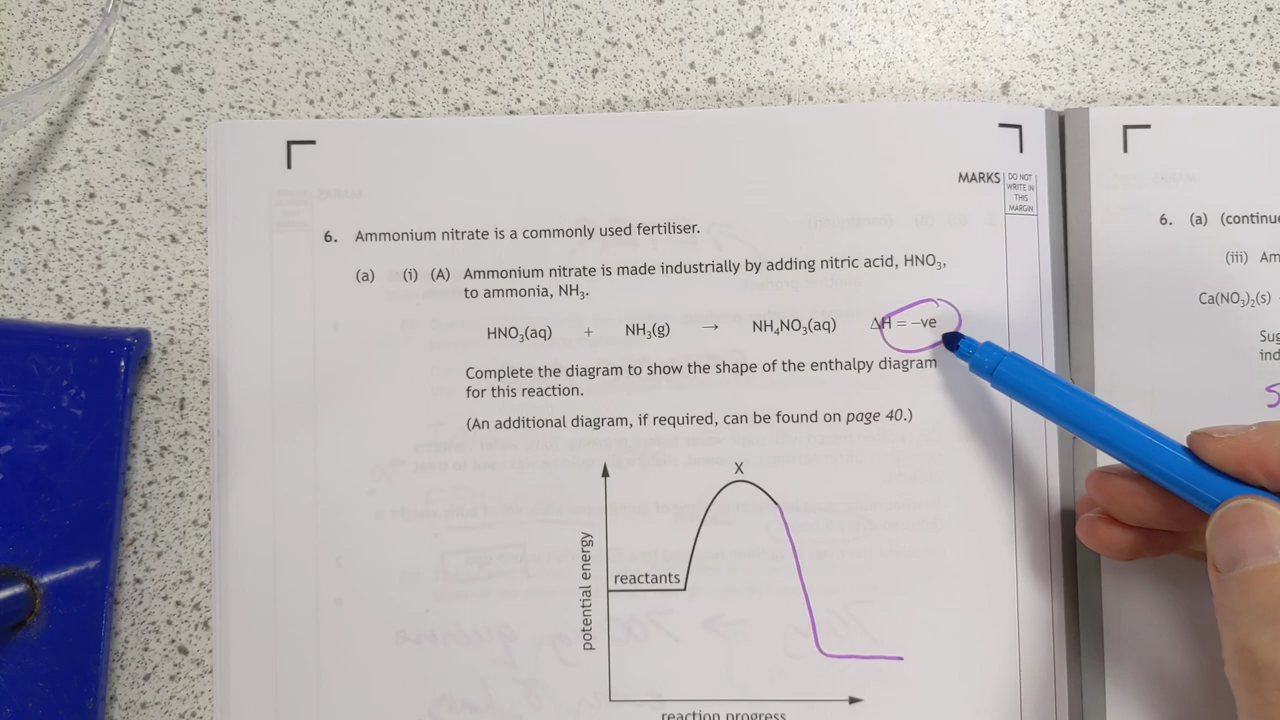 MARKS
DO NOT
WRITE IN
THIS
MARGIN
6. Ammonium nitrate is a commonly used fertiliser.
(a) (i) (A) Ammonium nitrate is made industrially by adding nitric acid, HNO₃,
to ammonia, NH₃.
HNO₃(aq) + NH₃(g) → NH₄NO₃(aq) ΔH = –ve
Complete the diagram to show the shape of the enthalpy diagram
for this reaction.
(An additional diagram, if required, can be found on page 40.)
X
reactants
potential energy
reaction progress
6. (a) (continu
(iii) Am
Ca(NO₃)₂(s)
Sug
ind